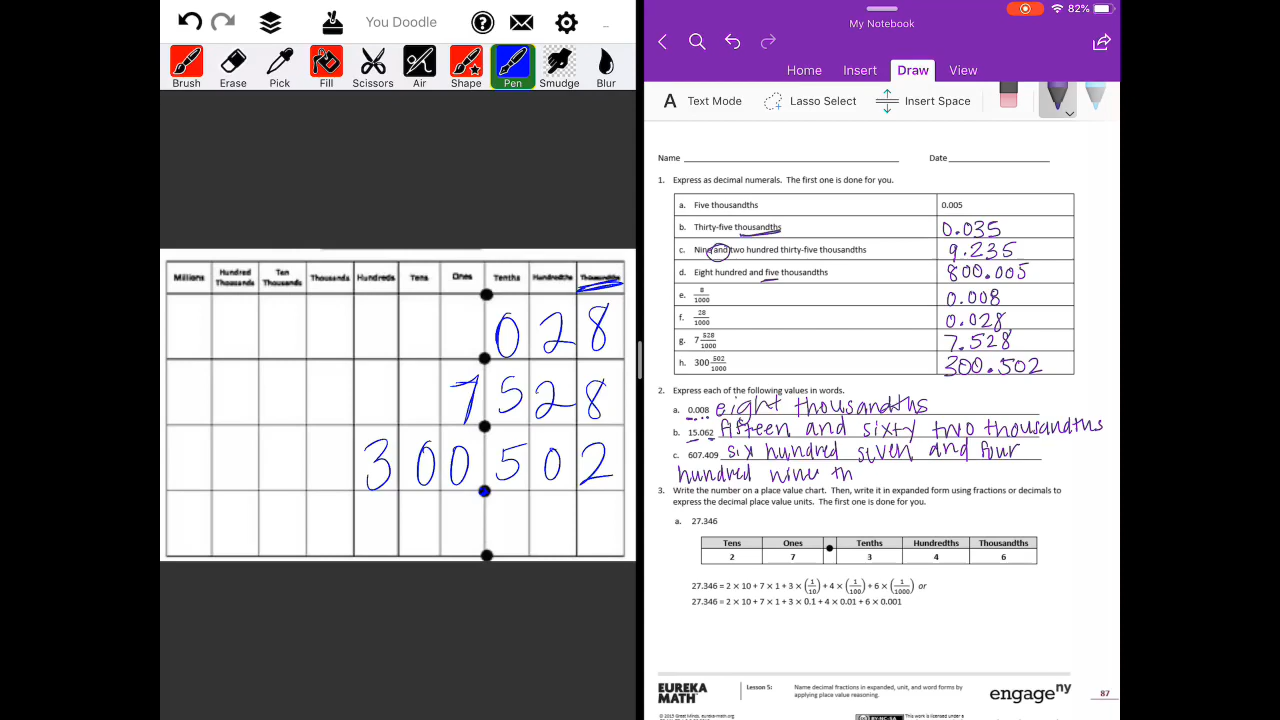 You Doodle
Brush Erase Pick Fill Scissors Air Shape Pen Smudge Blur
Millions Hundred Thousands Ten Thousands Thousands Hundreds Tens Ones Tenths Hundredths Thousandths
0 2 8
7 5 2 8
3 0 0 5 0 2
82%
My Notebook
Home Insert Draw View
A Text Mode Lasso Select Insert Space
Name Date
1. Express as decimal numerals. The first one is done for you.
a. Five thousandths 0.005
b. Thirty-five thousandths 0.035
c. Nine and two hundred thirty-five thousandths 9.235
d. Eight hundred and five thousandths 800.005
e. 8/1000 0.008
f. 28/1000 0.028
g. 7 528/1000 7.528
h. 300 502/1000 300.502
2. Express each of the following values in words.
a. 0.008 eight thousandths
b. 15.062 fifteen and sixty two thousandths
c. 607.409 six hundred seven and four
hundred nine th
3. Write the number on a place value chart. Then, write it in expanded form using fractions or decimals to
express the decimal place value units. The first one is done for you.
a. 27.346
Tens Ones Tenths Hundredths Thousandths
2 7 3 4 6
27.346 = 2 × 10 + 7 × 1 + 3 × (1/10) + 4 × (1/100) + 6 × (1/1000) or
27.346 = 2 × 10 + 7 × 1 + 3 × 0.1 + 4 × 0.01 + 6 × 0.001
EUREKA MATH
Lesson 5: Name decimal fractions in expanded, unit, and word forms by
applying place value reasoning.
engageny
87
© 2015 Great Minds. eurekamath.org
This work is licensed under a